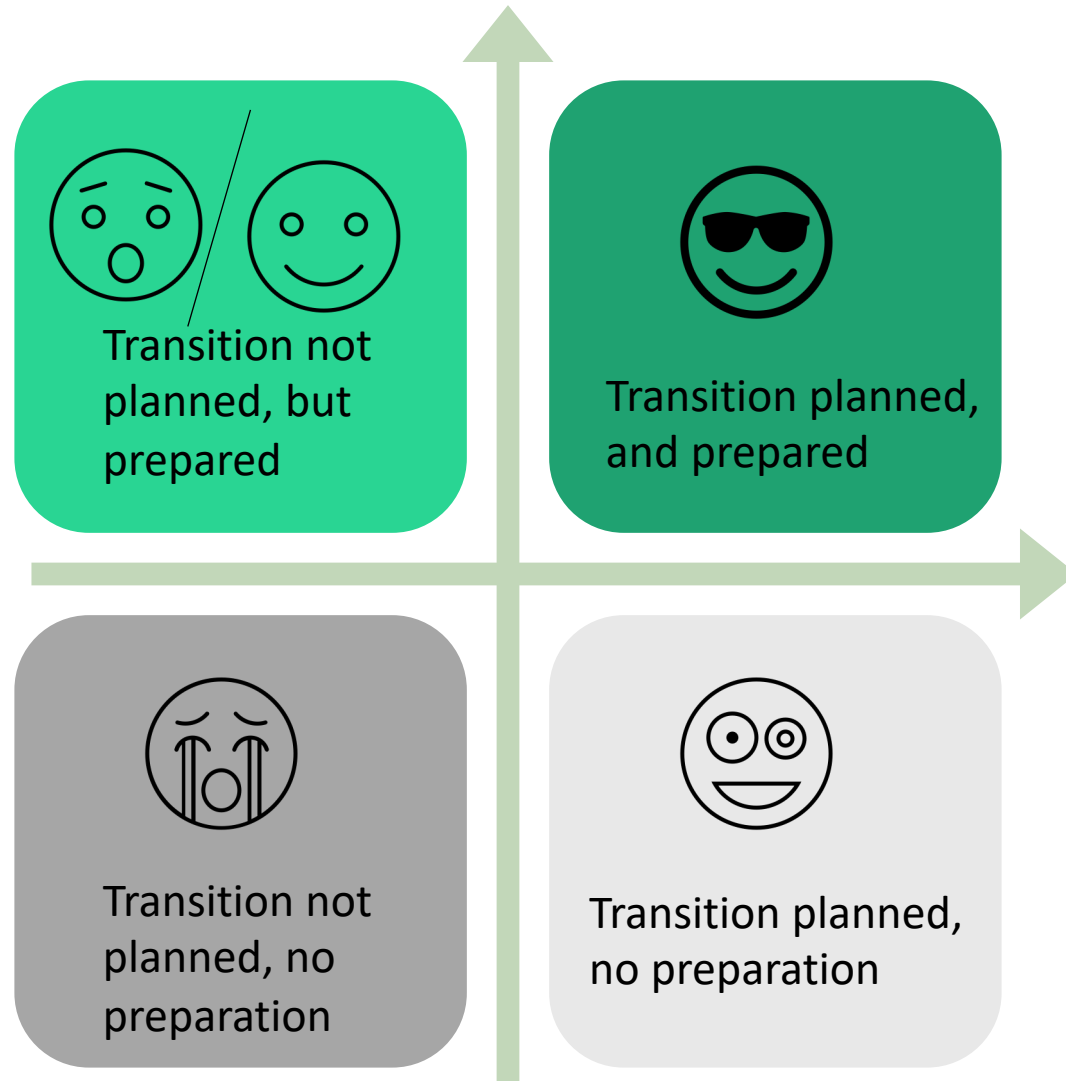 Transition not
planned, but
prepared
Transition planned,
and prepared
Transition not
planned, no
preparation
Transition planned,
no preparation